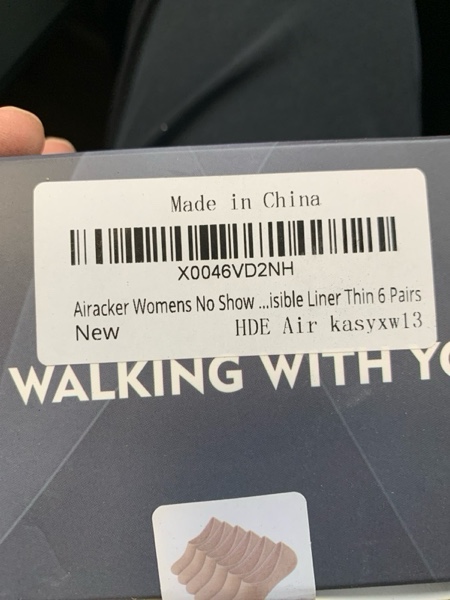 Made in China
X0046VD2NH
Airacker Womens No Show ...isible Liner Thin 6 Pairs
New HDE Air kasyxw13
WALKING WITH YO